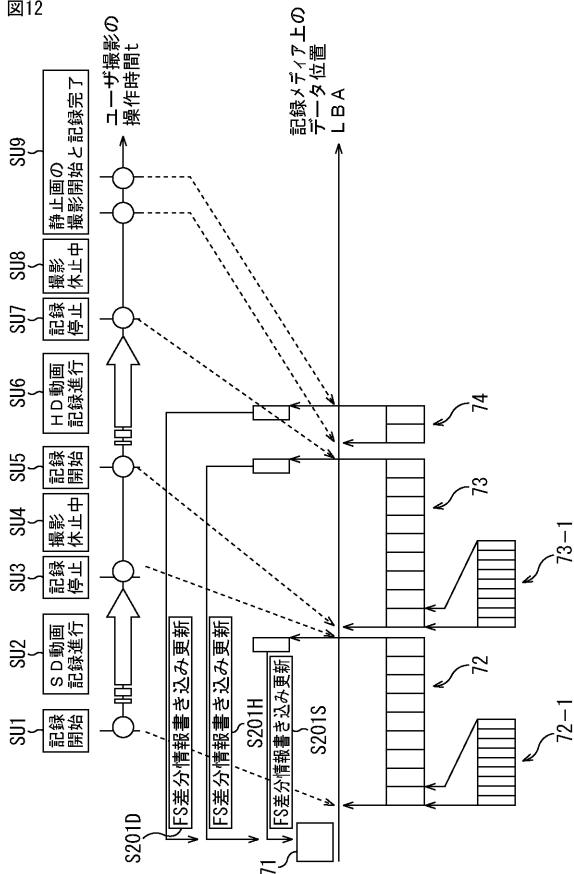 図12
SU1
記録
開始
SU2
SD動画
記録進行
SU3
記録
停止
SU4
撮影
休止中
SU5
記録
開始
SU6
HD動画
記録進行
SU7
記録
停止
SU8
撮影
休止中
SU9
静止画の
撮影開始と記録完了
ユーザ撮影の
操作時間t
S201D
FS差分情報書き込み更新
FS差分情報書き込み更新
S201H
FS差分情報書き込み更新
S201S
71
記録メディア上の
データ位置
LBA
72
72-1
73
73-1
74